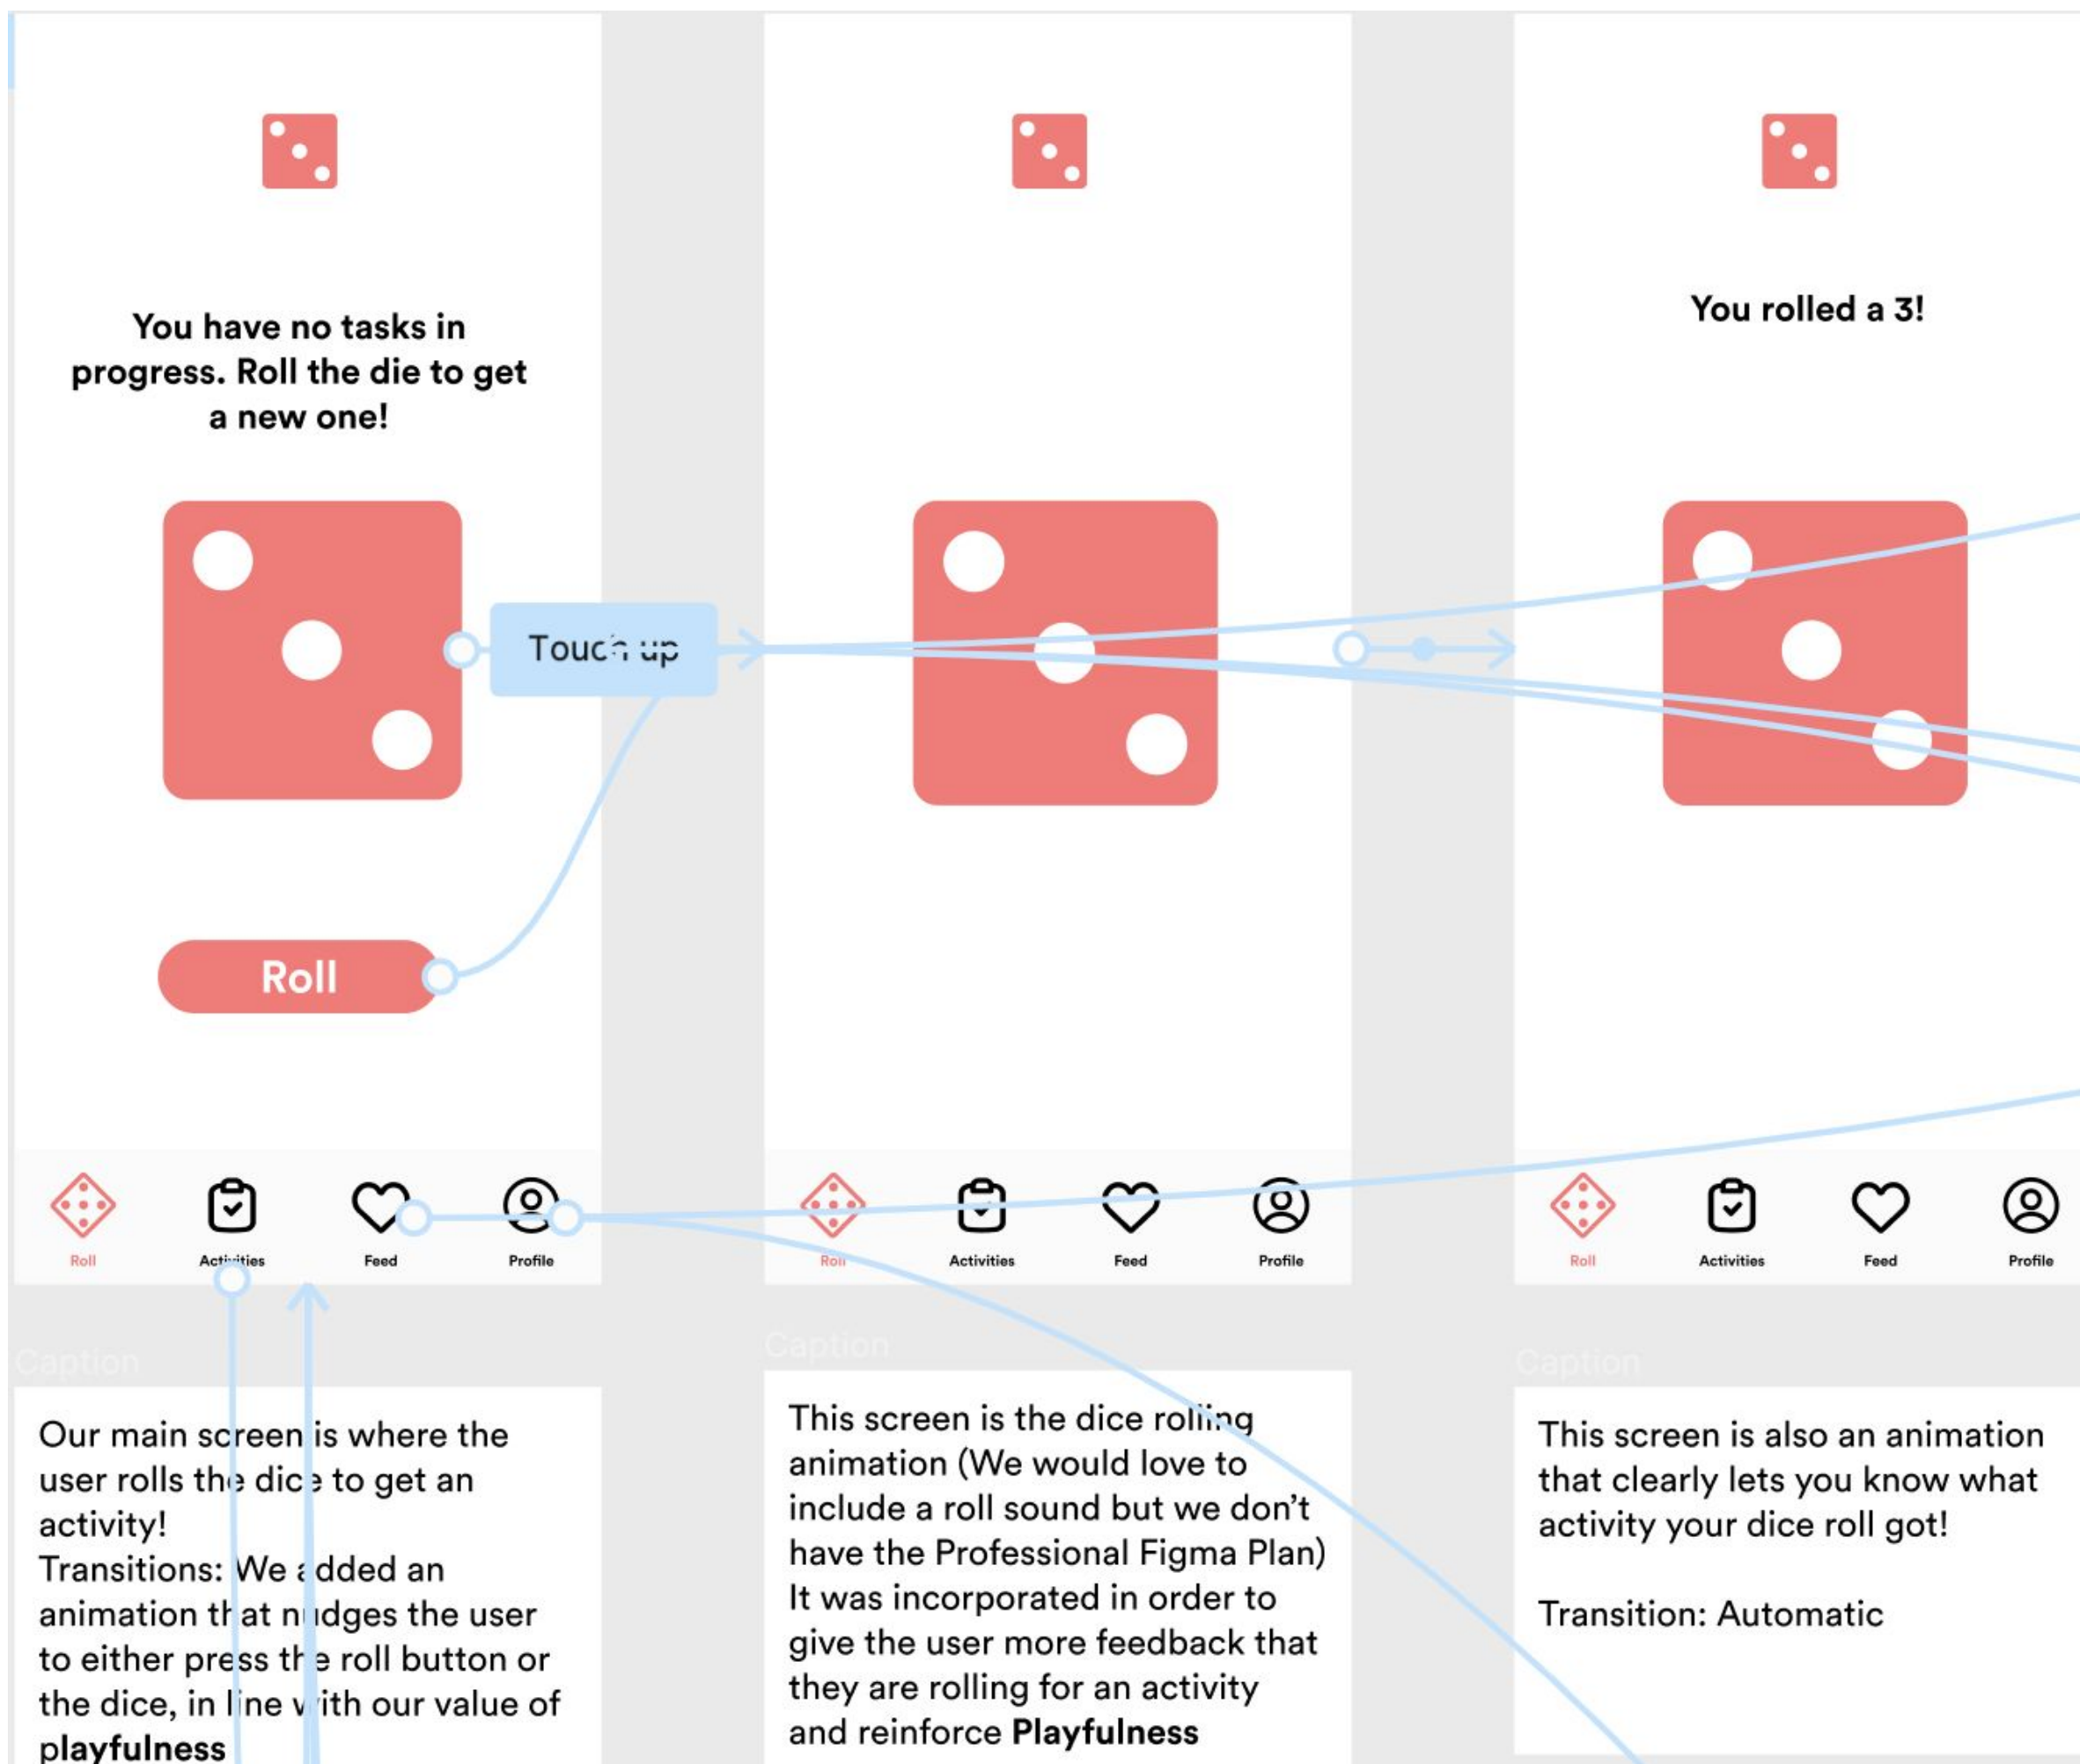 You have no tasks in
progress. Roll the die to get
a new one!
Touch up
Roll
Roll
Activities
Feed
Profile
Caption
Our main screen is where the
user rolls the dice to get an
activity!
Transitions: We added an
animation that nudges the user
to either press the roll button or
the dice, in line with our value of
playfulness
Roll
Activities
Feed
Profile
Caption
This screen is the dice rolling
animation (We would love to
include a roll sound but we don’t
have the Professional Figma Plan)
It was incorporated in order to
give the user more feedback that
they are rolling for an activity
and reinforce Playfulness
You rolled a 3!
Roll
Activities
Feed
Profile
Caption
This screen is also an animation
that clearly lets you know what
activity your dice roll got!
Transition: Automatic